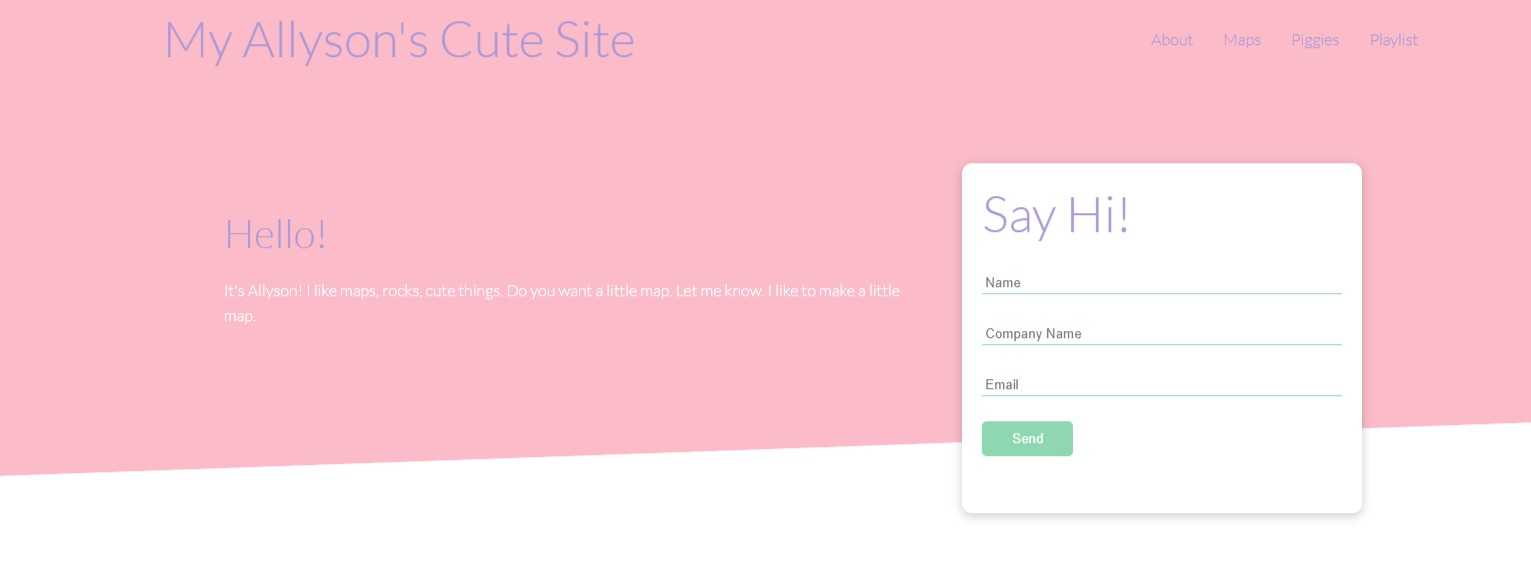 My Allyson's Cute Site
About Maps Piggies Playlist
Hello!
It's Allyson! I like maps, rocks, cute things. Do you want a little map. Let me know. I like to make a little
map.
Say Hi!
Name
Company Name
Email
Send